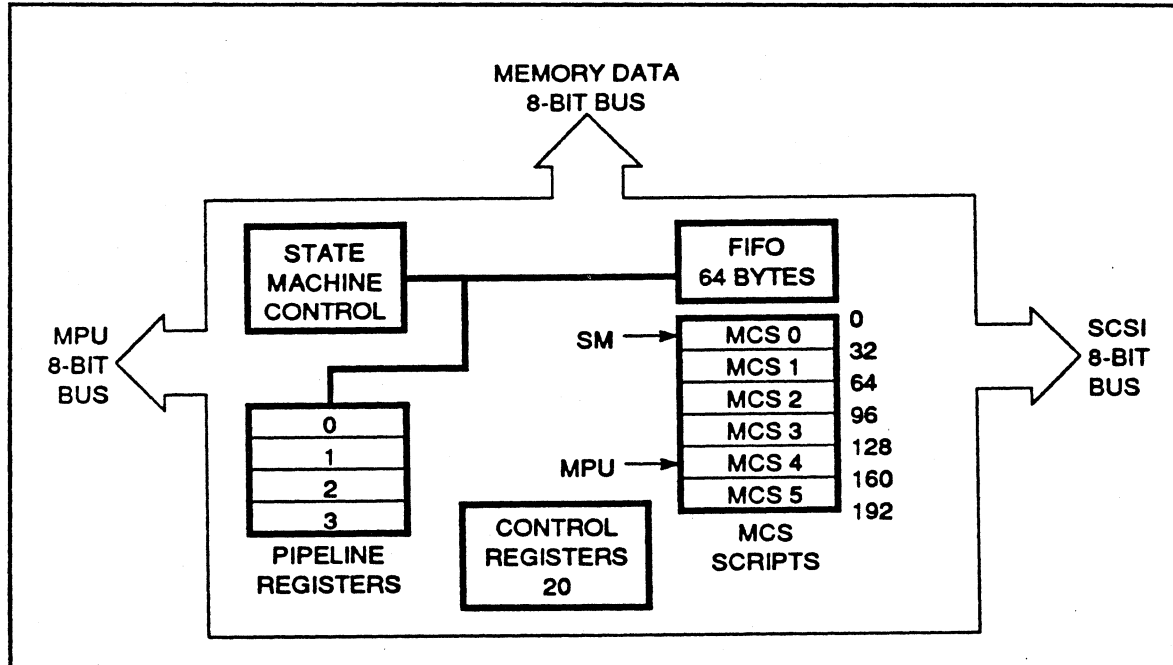 MEMORY DATA
8-BIT BUS
STATE
MACHINE
CONTROL
FIFO
64 BYTES
MPU
8-BIT
BUS
SM
MCS 0
MCS 1
MCS 2
MCS 3
MCS 4
MCS 5
0
32
64
96
128
160
192
MPU
MCS
SCRIPTS
SCSI
8-BIT
BUS
0
1
2
3
PIPELINE
REGISTERS
CONTROL
REGISTERS
20